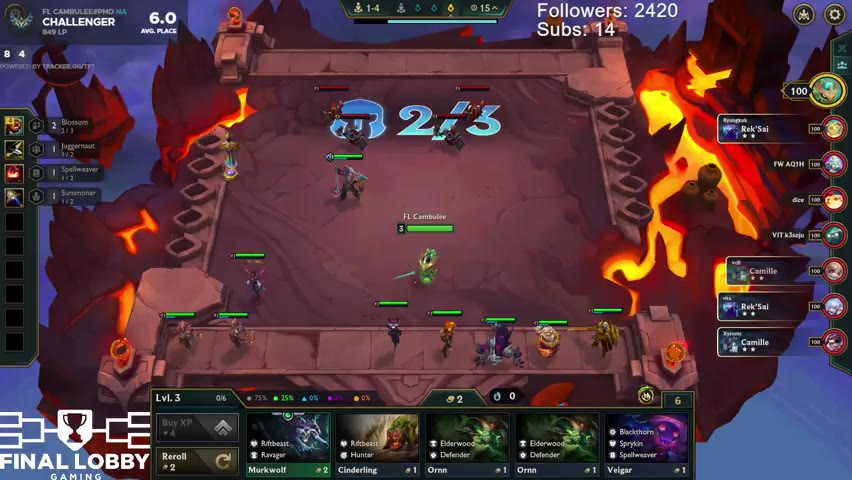 FL CAMBULEE#PMD NA
CHALLENGER
849 LP
6.0
AVG. PLACE
8 4
POWERED BY TRACKER.GG/TFT
1-4
15
Followers: 2420
Subs: 14
2/3
2 Blossom
2 / 3
1 Juggernaut
1 / 2
1 Spellweaver
1 / 2
1 Summoner
1 / 2
100
Ryungkuk
Rek'Sai
100
FW AQ1H
100
dice
100
VIT k3soju
100
Camille
100
Rek'Sai
100
Xyronic
Camille
100
FL Cambulee
3
Lvl. 3
0/6
75%
25%
0%
0%
0%
2
0
6
Buy XP
4
Reroll
2
Riftbeast
Ravager
Murkwolf
2
Riftbeast
Hunter
Cinderling
1
Elderwood
Defender
Ornn
1
Elderwood
Defender
Ornn
1
Blackthorn
Sprykin
Spellweaver
Veigar
1
FINAL LOBBY
GAMING